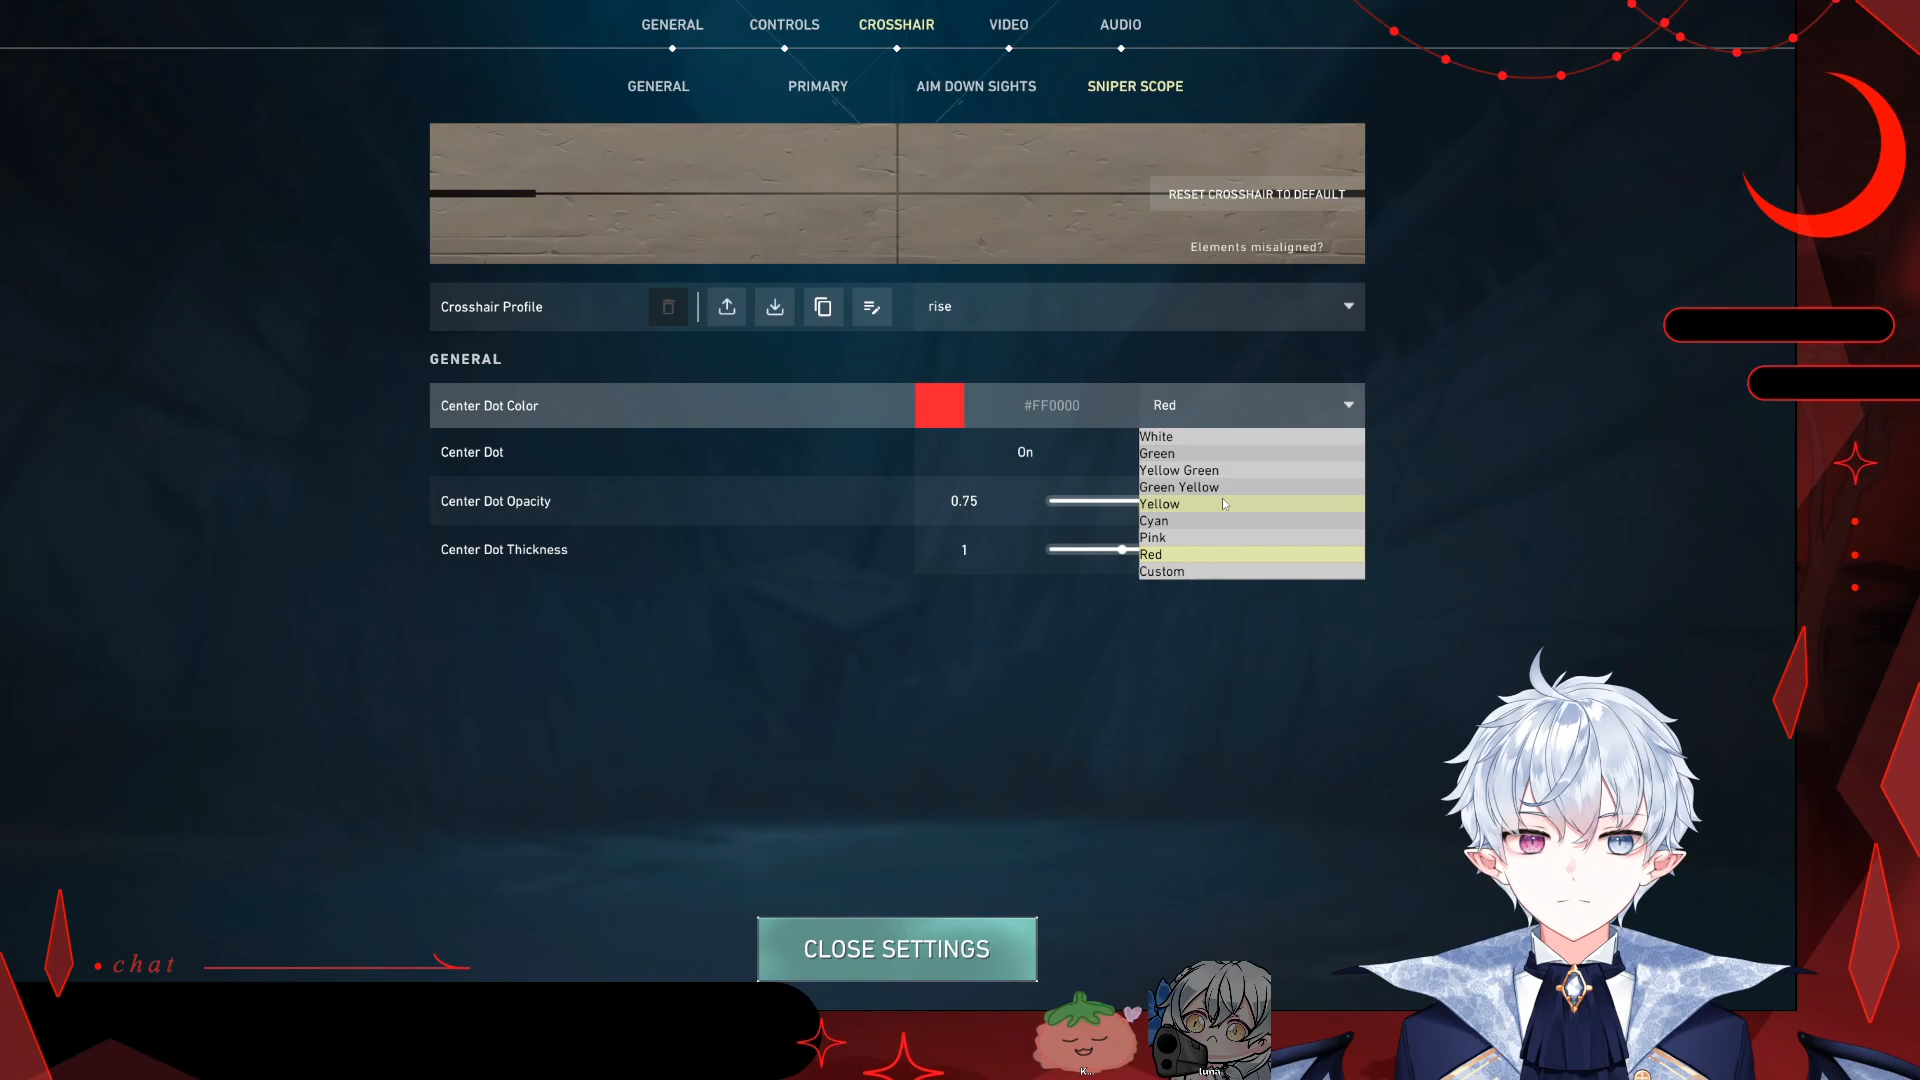 GENERAL CONTROLS CROSSHAIR VIDEO AUDIO
GENERAL PRIMARY AIM DOWN SIGHTS SNIPER SCOPE
RESET CROSSHAIR TO DEFAULT
Elements misaligned?
Crosshair Profile rise
GENERAL
Center Dot Color #FF0000 Red
White
Green
Yellow Green
Green Yellow
Yellow
Cyan
Pink
Red
Custom
Center Dot On
Center Dot Opacity 0.75
Center Dot Thickness 1
CLOSE SETTINGS
chat
K...
luna